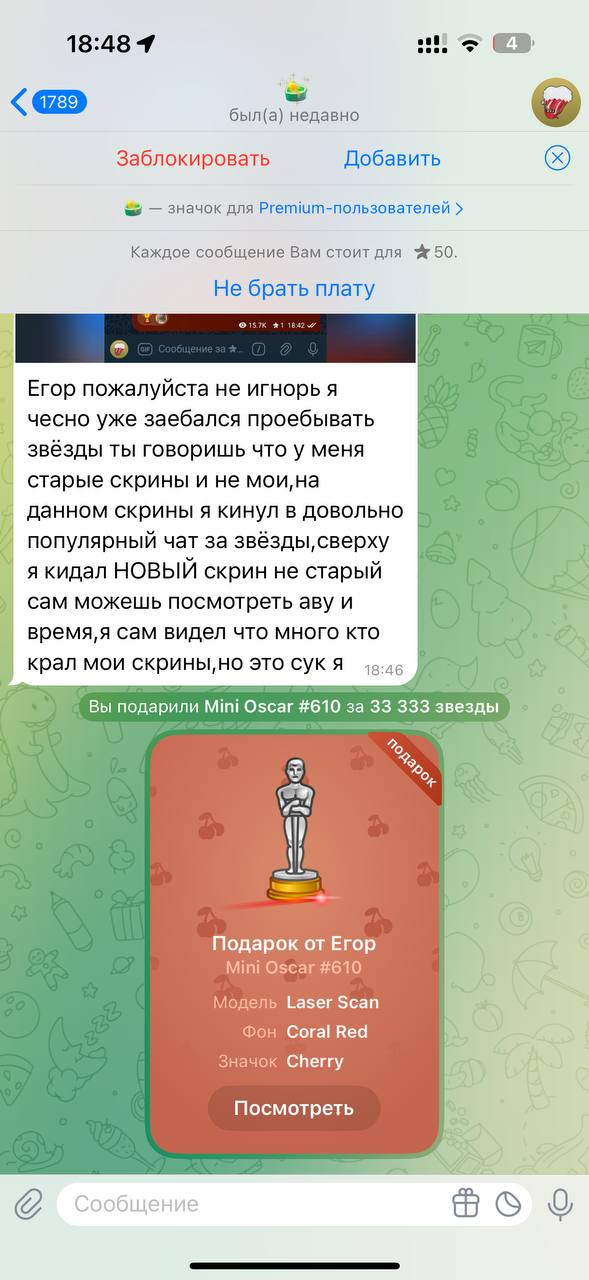 18:48
4
1789
был(а) недавно
Заблокировать Добавить
— значок для Premium-пользователей
Каждое сообщение Вам стоит для 50.
Не брать плату
15.7K 1 18:42
GIF Сообщение за
Егор пожалуйста не игнорь я
чесно уже заебался проебывать
звёзды ты говоришь что у меня
старые скрины и не мои,на
данном скрины я кинул в довольно
популярный чат за звёзды,сверху
я кидал НОВЫЙ скрин не старый
сам можешь посмотреть аву и
время,я сам видел что много кто
крал мои скрины,но это сук я
18:46
Вы подарили Mini Oscar #610 за 33 333 звезды
подарок
Подарок от Егор
Mini Oscar #610
Модель Laser Scan
Фон Coral Red
Значок Cherry
Посмотреть
Сообщение